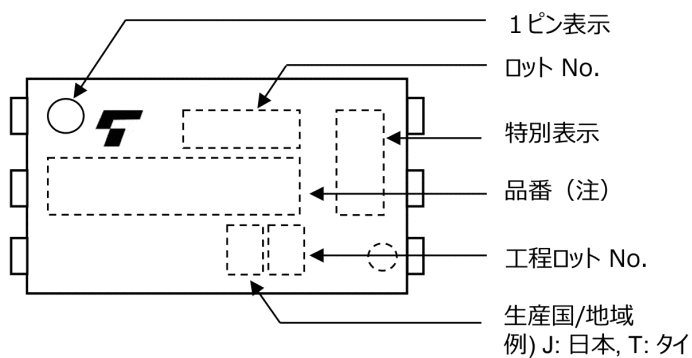 1ピン表示
ロット No.
特別表示
品番（注）
工程ロット No.
生産国/地域
例) J: 日本, T: タイ